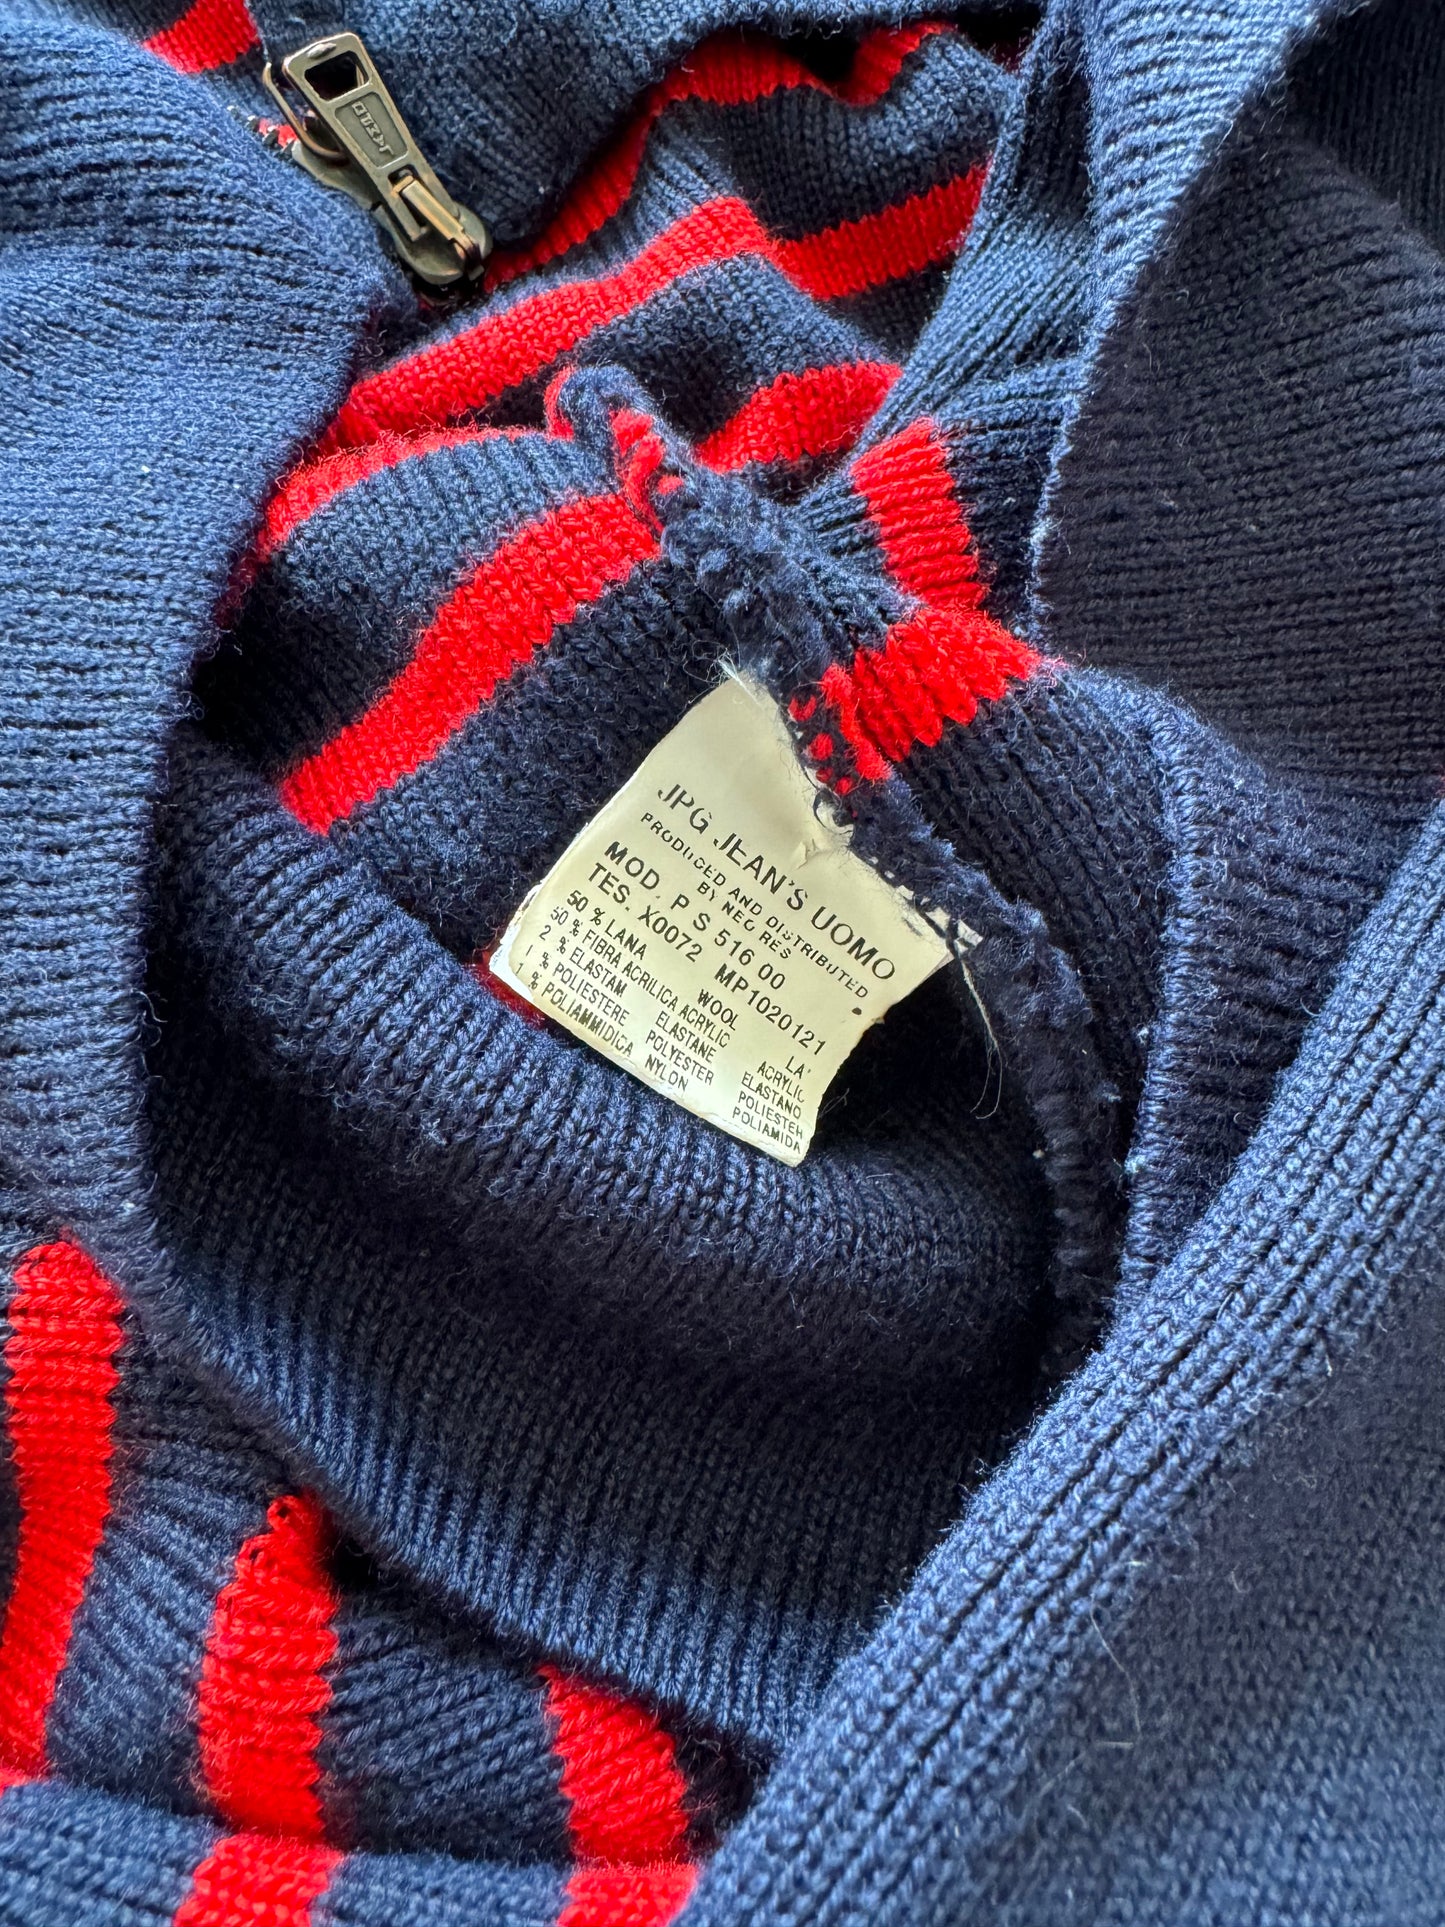 JPG JEAN'S UOMO
PRODUCED AND DISTRIBUTED
BY NEO RES
MOD. P S 516 00
TES. X0072 MP1020121
50 % LANA WOOL LA
50 % FIBRA ACRILICA ACRYLIC ACRYLIC
2 % ELASTAM ELASTANE ELASTANO
1 % POLIESTERE POLYESTER POLIESTER
1 % POLIAMMIDICA NYLON POLIAMIDA